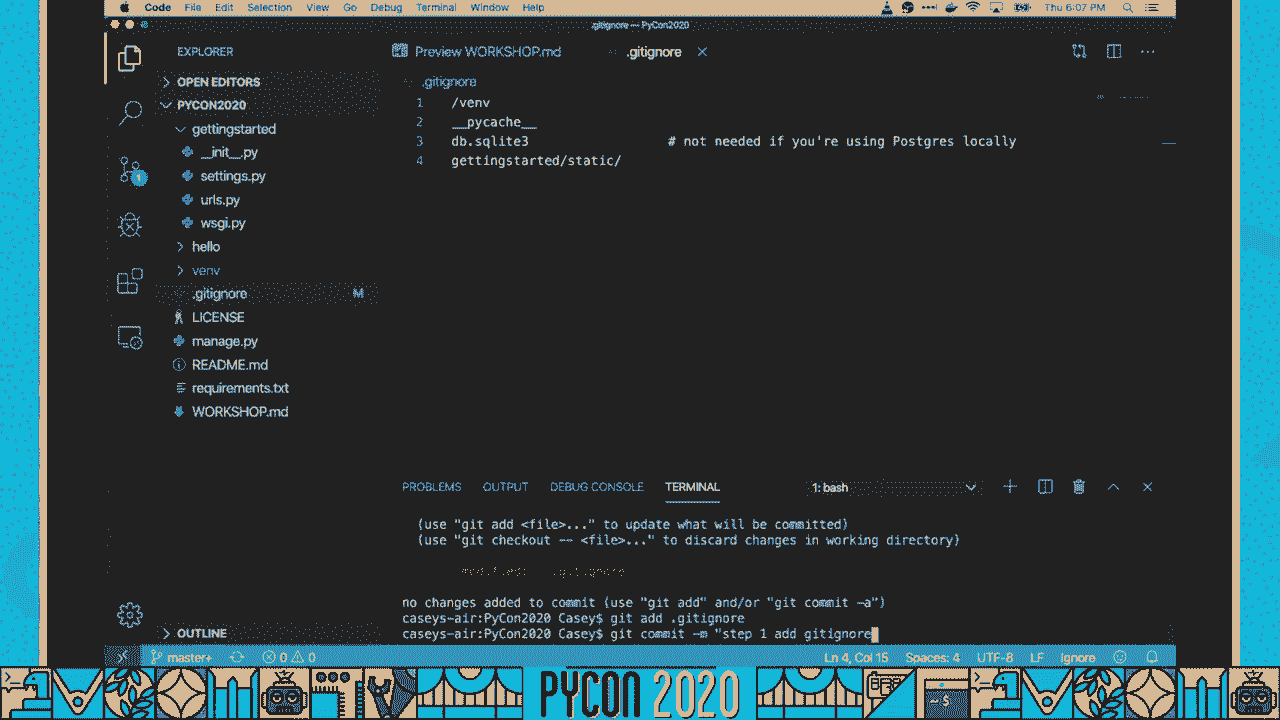 Code File Edit Selection View Go Debug Terminal Window Help Thu 6:07 PM
.gitignore — PyCon2020
EXPLORER
OPEN EDITORS
PYCON2020
gettingstarted
__init__.py
settings.py
urls.py
wsgi.py
hello
venv
.gitignore M
LICENSE
manage.py
README.md
requirements.txt
WORKSHOP.md
OUTLINE
1
Preview WORKSHOP.md .gitignore
.gitignore
1 /venv
2 __pycache__
3 db.sqlite3 # not needed if you're using Postgres locally
4 gettingstarted/static/
PROBLEMS OUTPUT DEBUG CONSOLE TERMINAL 1: bash
(use "git add <file>..." to update what will be committed)
(use "git checkout -- <file>..." to discard changes in working directory)
modified: .gitignore
no changes added to commit (use "git add" and/or "git commit -a")
caseys-air:PyCon2020 Casey$ git add .gitignore
caseys-air:PyCon2020 Casey$ git commit -m "step 1 add gitignore
master+ 0 0 Ln 4, Col 15 Spaces: 4 UTF-8 LF Ignore
PYCON 2020
~ $